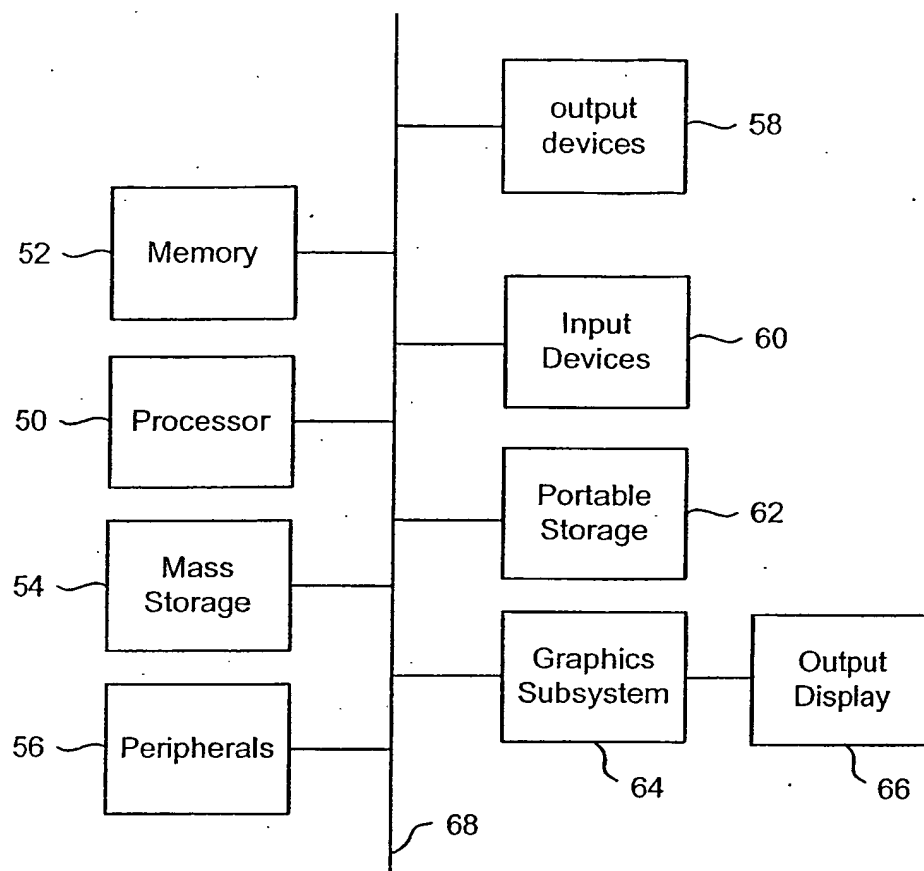 output
devices
58
52
Memory
Input
Devices
60
50
Processor
Portable
Storage
62
54
Mass
Storage
Graphics
Subsystem
Output
Display
56
Peripherals
64
66
68